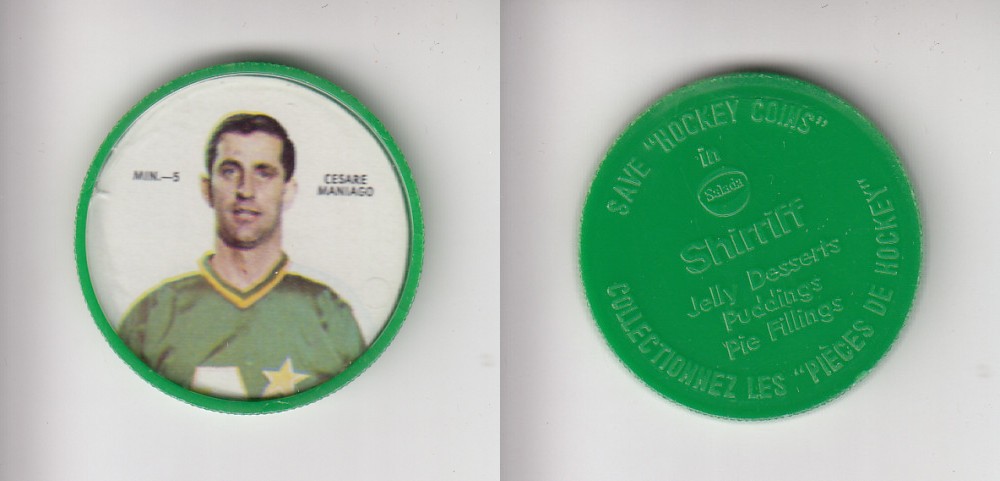 MIN.—5
CESARE
MANIAGO
SAVE "HOCKEY COINS"
in
Salada
Shirriff
Jelly Desserts
Puddings
Pie Fillings
COLLECTIONNEZ LES "PIÈCES DE HOCKEY"